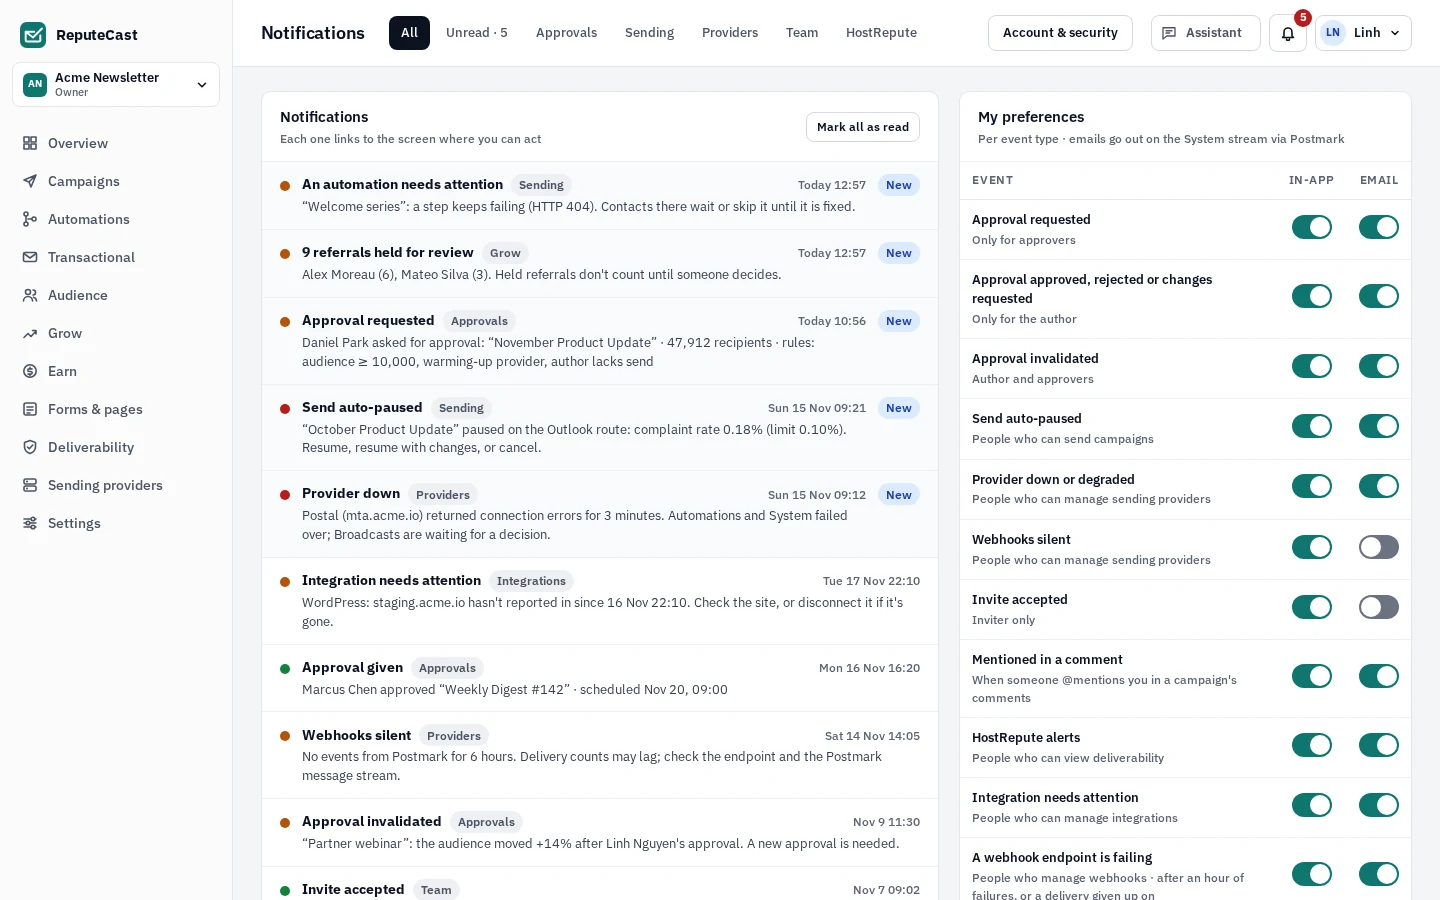 ReputeCast
AN
Acme Newsletter
Owner
Overview
Campaigns
Automations
Transactional
Audience
Grow
Earn
Forms & pages
Deliverability
Sending providers
Settings
Notifications
All
Unread · 5
Approvals
Sending
Providers
Team
HostRepute
Account & security
Assistant
5
LN
Linh
Notifications
Each one links to the screen where you can act
Mark all as read
An automation needs attention Sending Today 12:57 New
“Welcome series”: a step keeps failing (HTTP 404). Contacts there wait or skip it until it is fixed.
9 referrals held for review Grow Today 12:57 New
Alex Moreau (6), Mateo Silva (3). Held referrals don't count until someone decides.
Approval requested Approvals Today 10:56 New
Daniel Park asked for approval: “November Product Update” · 47,912 recipients · rules:
audience ≥ 10,000, warming-up provider, author lacks send
Send auto-paused Sending Sun 15 Nov 09:21 New
“October Product Update” paused on the Outlook route: complaint rate 0.18% (limit 0.10%).
Resume, resume with changes, or cancel.
Provider down Providers Sun 15 Nov 09:12 New
Postal (mta.acme.io) returned connection errors for 3 minutes. Automations and System failed
over; Broadcasts are waiting for a decision.
Integration needs attention Integrations Tue 17 Nov 22:10
WordPress: staging.acme.io hasn't reported in since 16 Nov 22:10. Check the site, or disconnect it if it's
gone.
Approval given Approvals Mon 16 Nov 16:20
Marcus Chen approved “Weekly Digest #142” · scheduled Nov 20, 09:00
Webhooks silent Providers Sat 14 Nov 14:05
No events from Postmark for 6 hours. Delivery counts may lag; check the endpoint and the Postmark
message stream.
Approval invalidated Approvals Nov 9 11:30
“Partner webinar”: the audience moved +14% after Linh Nguyen's approval. A new approval is needed.
Invite accepted Team Nov 7 09:02
My preferences
Per event type · emails go out on the System stream via Postmark
EVENT IN-APP EMAIL
Approval requested
Only for approvers
Approval approved, rejected or changes
requested
Only for the author
Approval invalidated
Author and approvers
Send auto-paused
People who can send campaigns
Provider down or degraded
People who can manage sending providers
Webhooks silent
People who can manage sending providers
Invite accepted
Inviter only
Mentioned in a comment
When someone @mentions you in a campaign's
comments
HostRepute alerts
People who can view deliverability
Integration needs attention
People who can manage integrations
A webhook endpoint is failing
People who manage webhooks · after an hour of
failures, or a delivery given up on